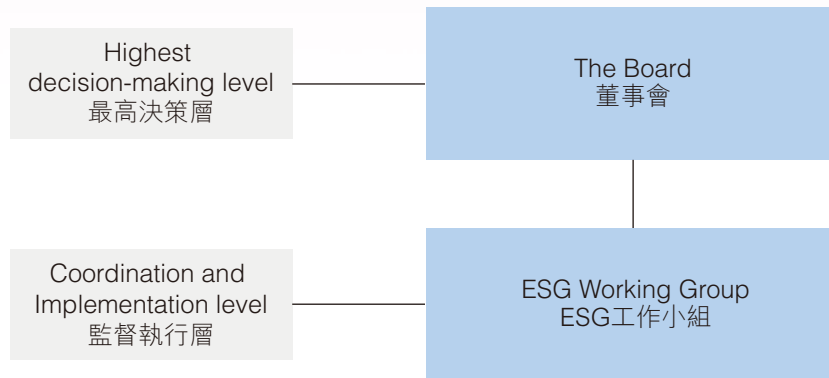 Highest
decision-making level
最高決策層
The Board
董事會
Coordination and
Implementation level
監督執行層
ESG Working Group
ESG工作小組